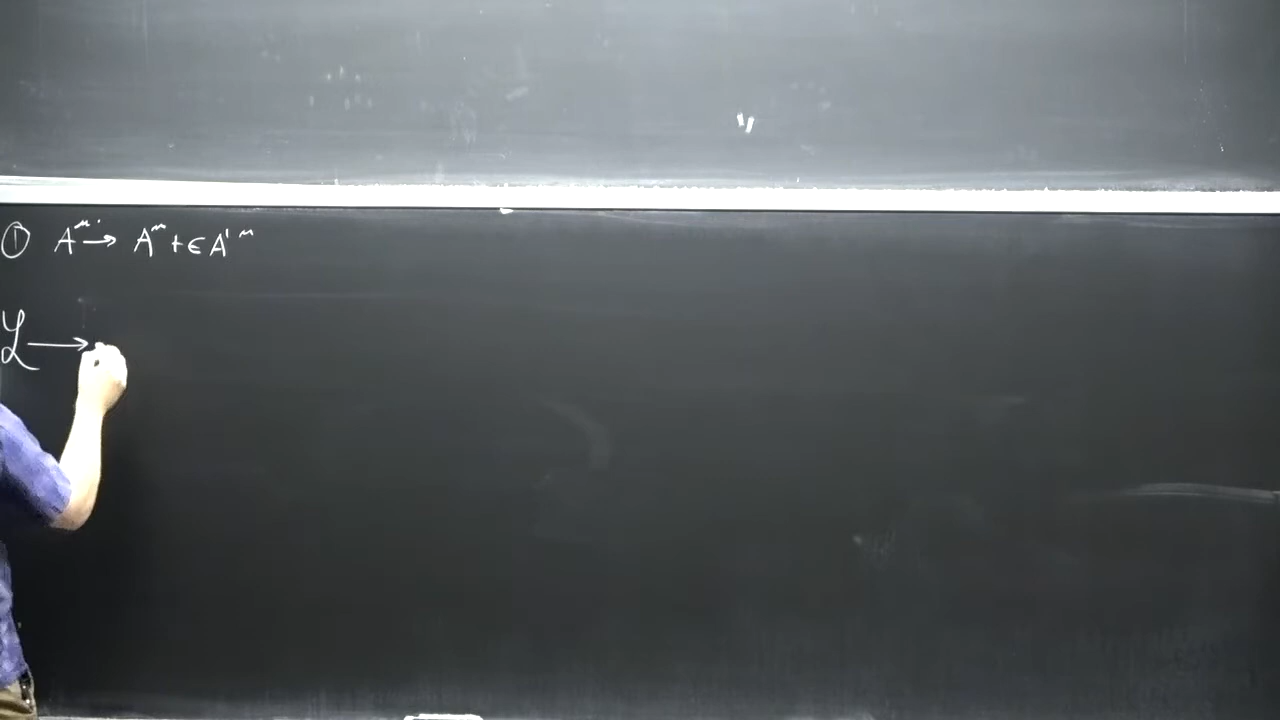 ① A^μ → A^μ + ϵ A'^μ
ℒ →